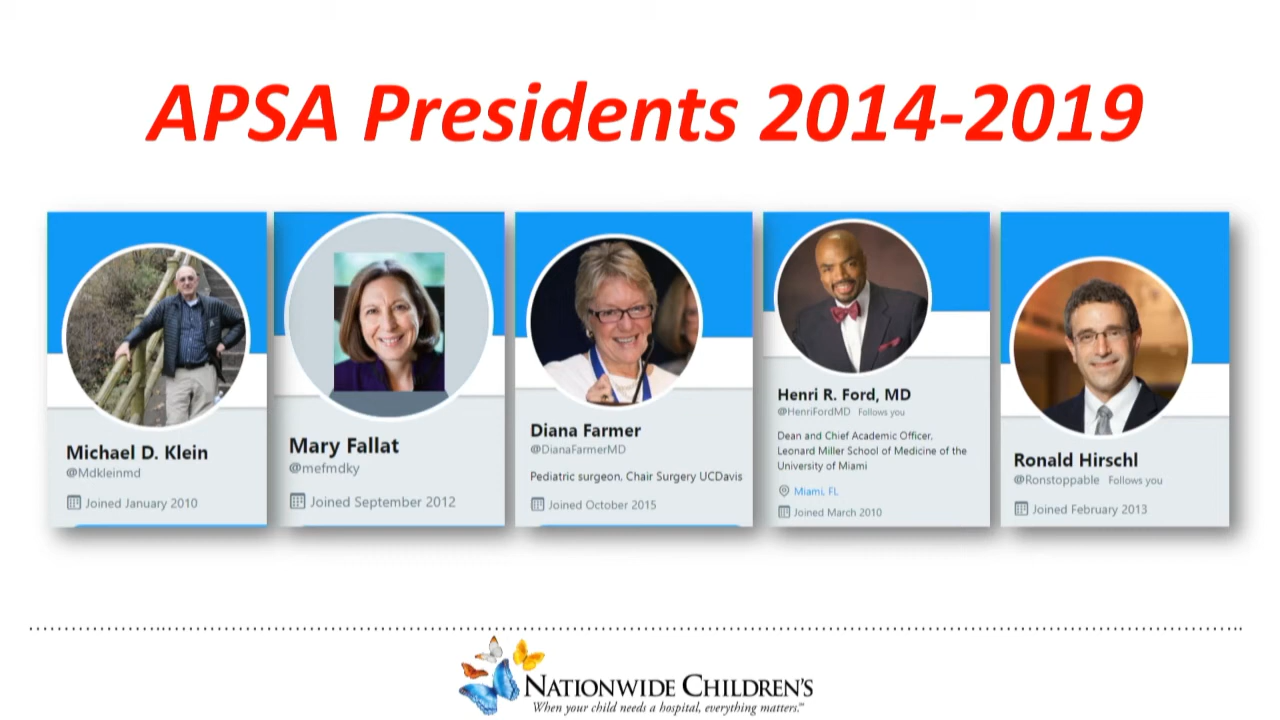 APSA Presidents 2014-2019
Michael D. Klein
@Mdkleinmd
Joined January 2010
Mary Fallat
@mefmdky
Joined September 2012
Diana Farmer
@DianaFarmerMD
Pediatric surgeon, Chair Surgery UCDavis
Joined October 2015
Henri R. Ford, MD
@HenriFordMD Follows you
Dean and Chief Academic Officer,
Leonard Miller School of Medicine of the
University of Miami
Miami, FL
Joined March 2010
Ronald Hirschl
@Ronstoppable Follows you
Joined February 2013
NATIONWIDE CHILDREN'S
When your child needs a hospital, everything matters.℠